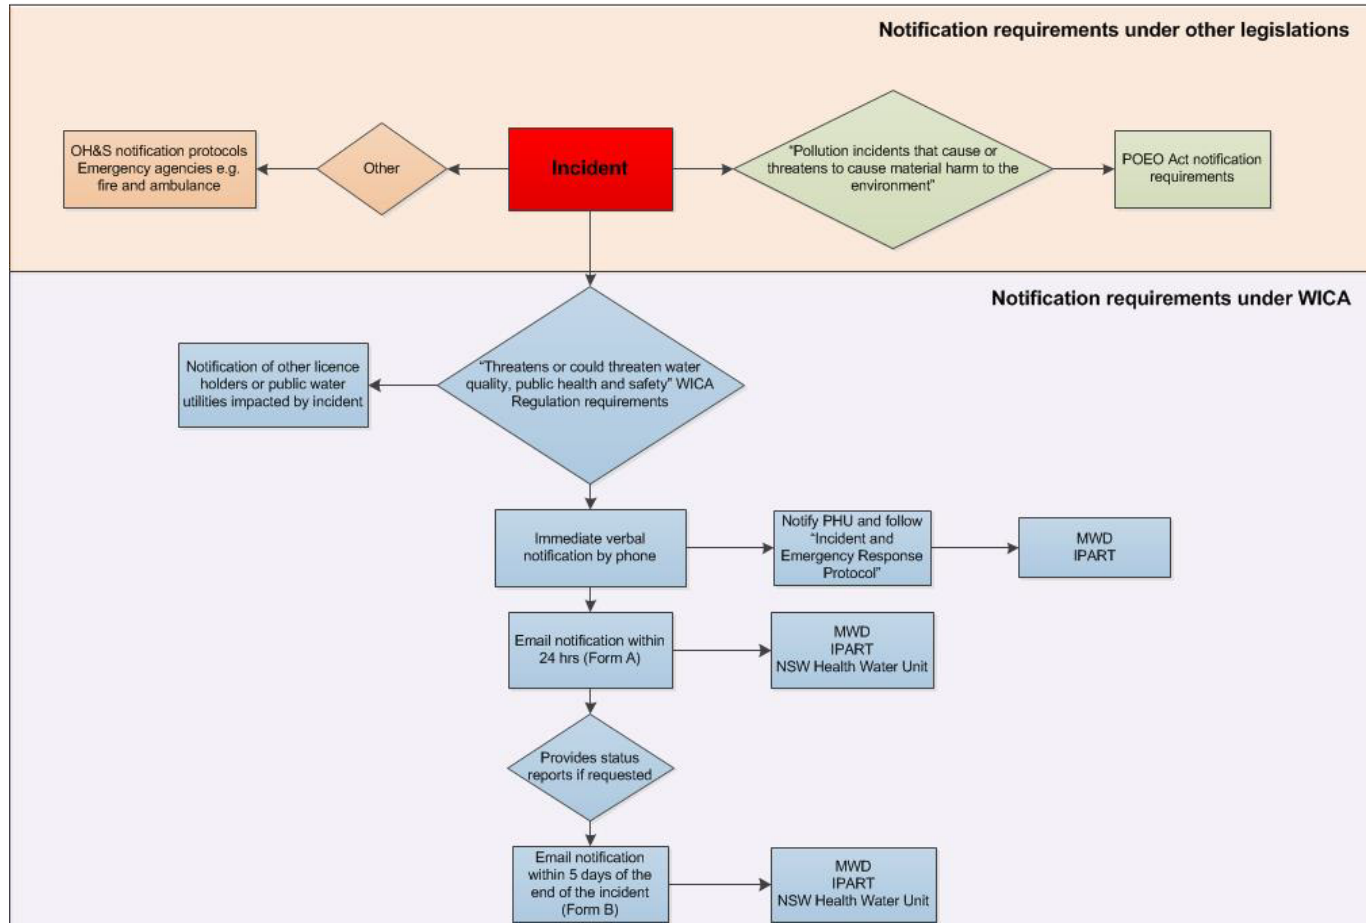 Notification requirements under other legislations
OH&S notification protocols
Emergency agencies e.g.
fire and ambulance
Other
Incident
“Pollution incidents that cause or
threatens to cause material harm to the
environment”
POEO Act notification
requirements
Notification requirements under WICA
Notification of other licence
holders or public water
utilities impacted by incident
“Threatens or could threaten water
quality, public health and safety” WICA
Regulation requirements
Immediate verbal
notification by phone
Notify PHU and follow
“Incident and
Emergency Response
Protocol”
MWD
IPART
Email notification within
24 hrs (Form A)
MWD
IPART
NSW Health Water Unit
Provides status
reports if requested
Email notification
within 5 days of the
end of the incident
(Form B)
MWD
IPART
NSW Health Water Unit